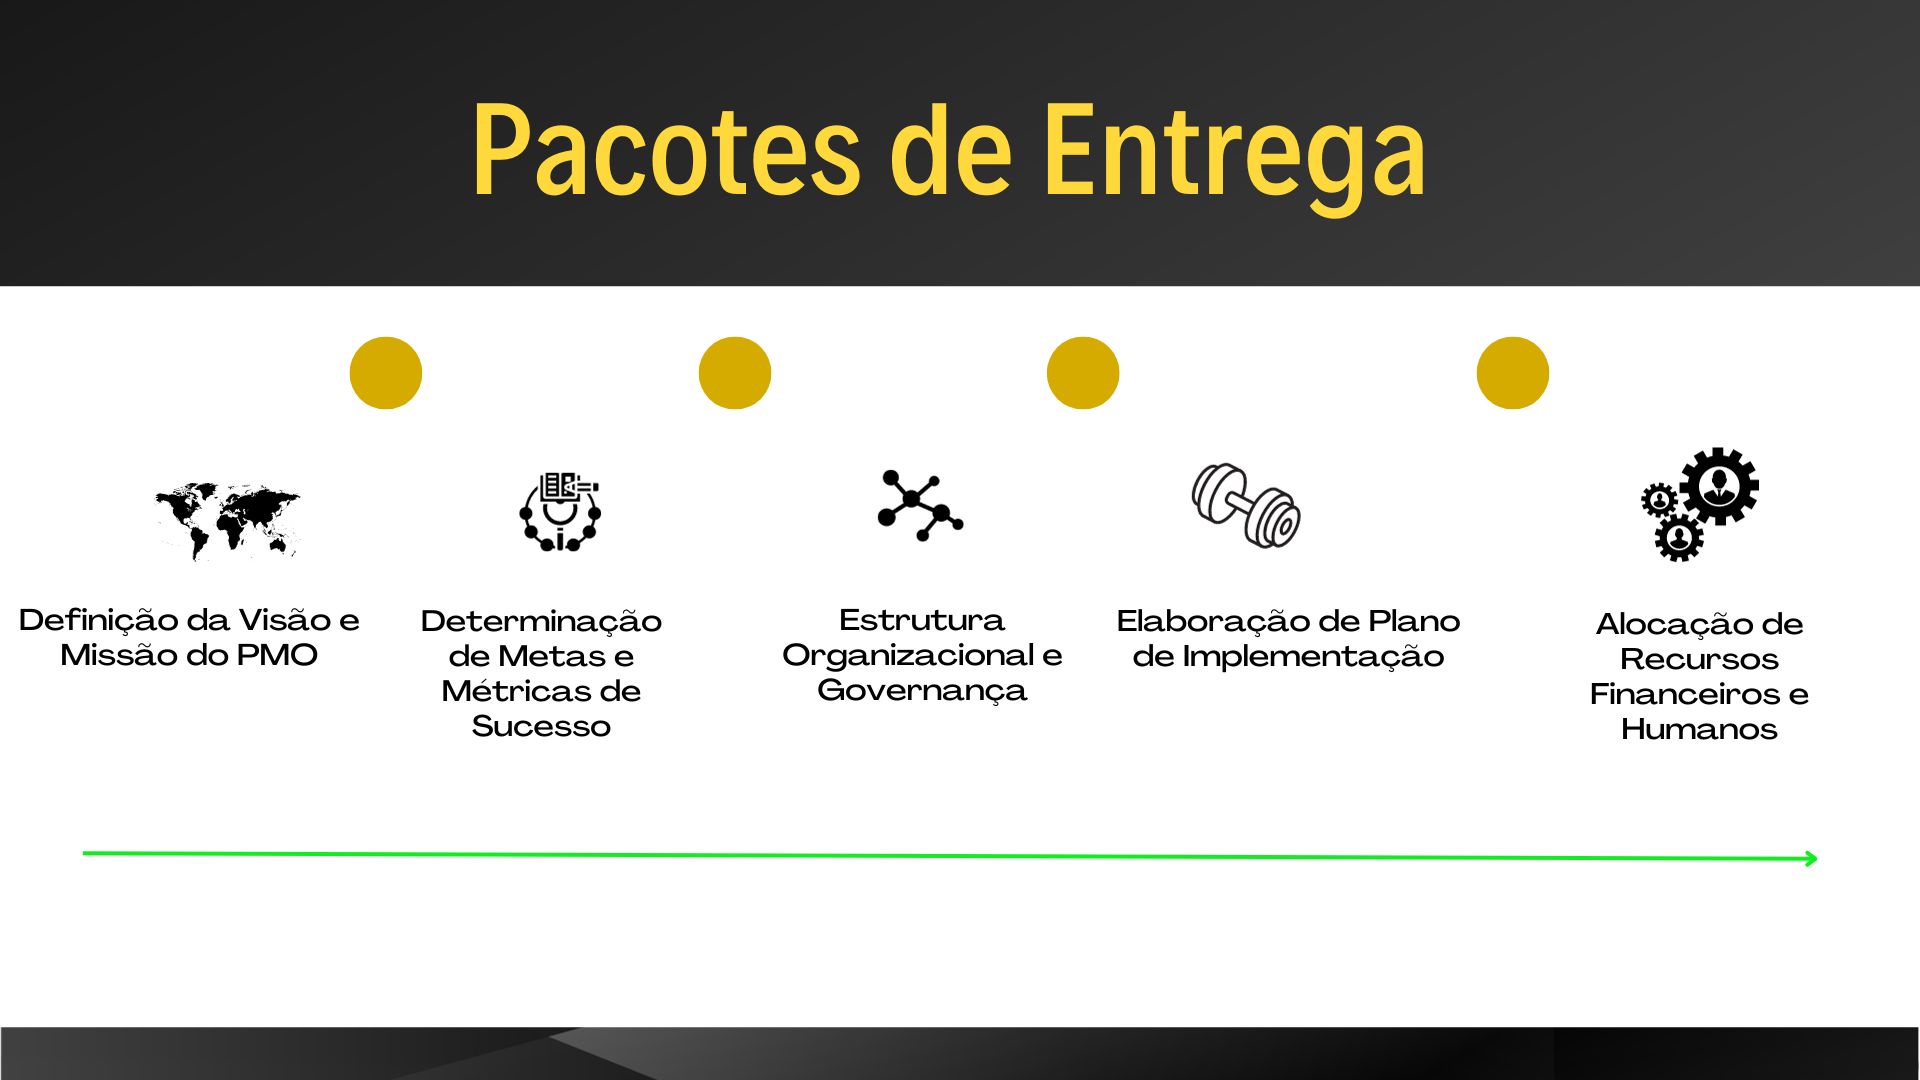 Pacotes de Entrega
Definição da Visão e
Missão do PMO
Determinação
de Metas e
Métricas de
Sucesso
Estrutura
Organizacional e
Governança
Elaboração de Plano
de Implementação
Alocação de
Recursos
Financeiros e
Humanos